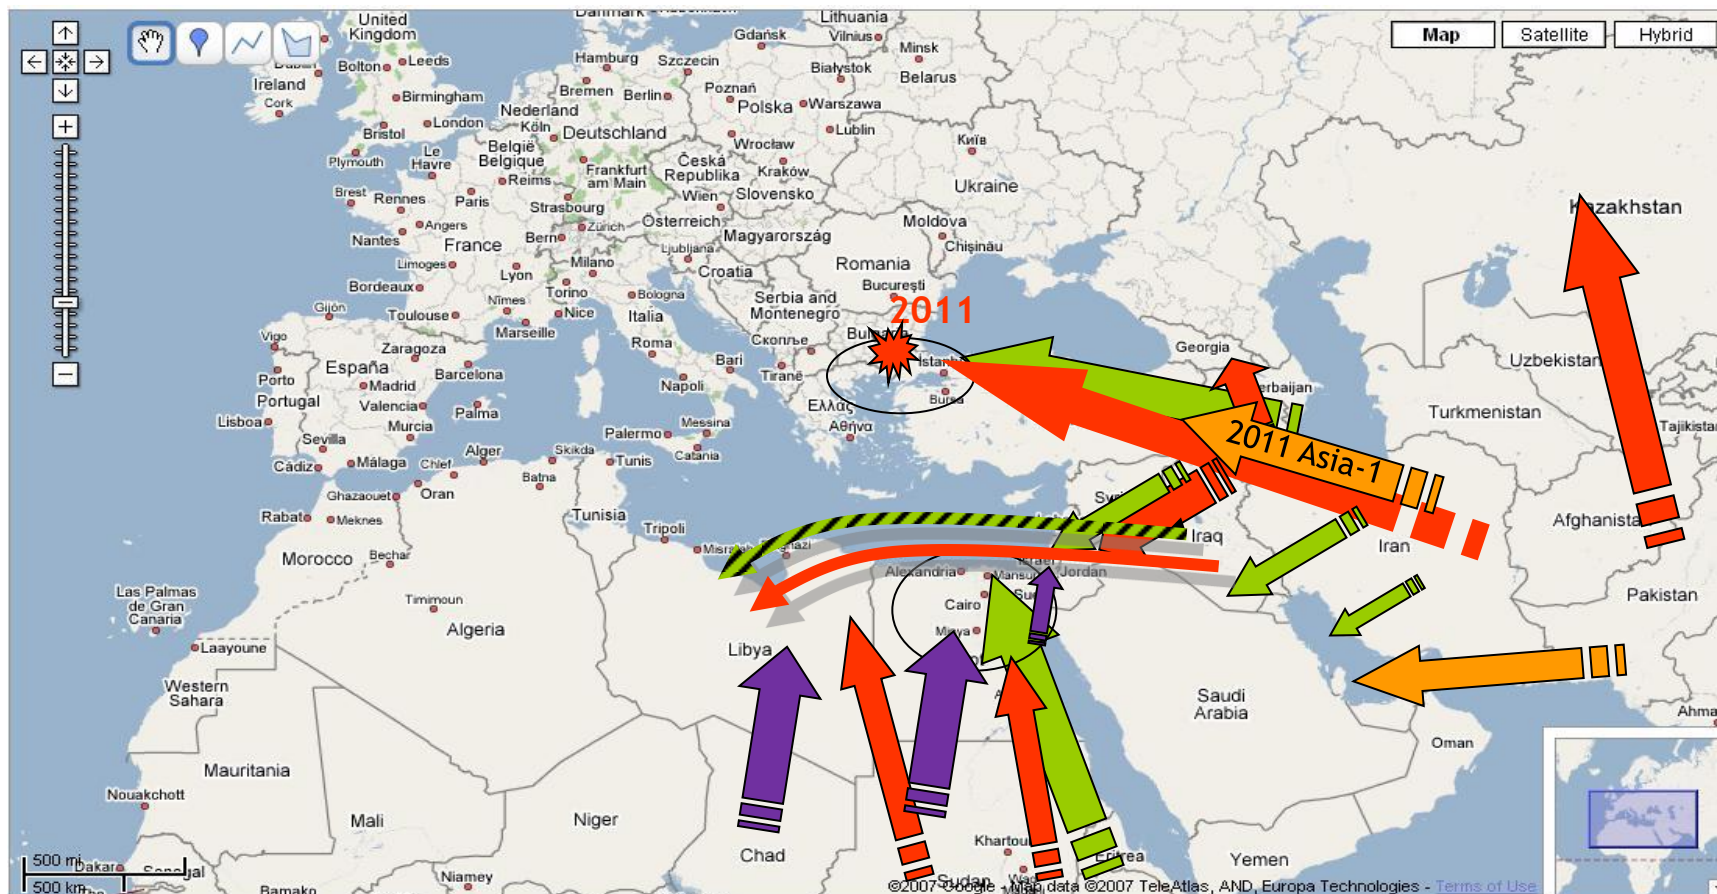 Map
Satellite
Hybrid
United
Kingdom
Lithuania
Vilnius
Minsk
Belarus
Gdańsk
Hamburg
Szczecin
Białystok
Bolton
Leeds
Ireland
Cork
Birmingham
Bremen
Berlin
Poznań
Polska
Warszawa
Nederland
London
Bristol
Köln
Deutschland
Lublin
België
Belgique
Wrocław
Київ
Plymouth
Le
Havre
Frankfurt
am Main
Česká
Republika
Kraków
Reims
Ukraine
Brest
Rennes
Paris
Wien
Slovensko
Strasbourg
Angers
Zürich
Österreich
Moldova
Nantes
France
Bern
Magyarország
Chişinău
Kazakhstan
Limoges
Lyon
Milano
Ljubljana
Croatia
Romania
Bordeaux
Torino
Bologna
Bucureşti
Gijón
Nîmes
Serbia and
Montenegro
2011
Toulouse
Marseille
Nice
Italia
Vigo
Скопље
Georgia
Zaragoza
Roma
Bari
Tiranë
Uzbekistan
España
Barcelona
Porto
Madrid
Napoli
Bursa
Portugal
Valencia
Palma
Ελλάς
Turkmenistan
Lisboa
Murcia
Messina
Αθήνα
Sevilla
Palermo
2011 Asia-1
Cádiz
Málaga
Chlef
Alger
Skikda
Tunis
Catania
Oran
Batna
Ghazaouet
Rabat
Meknes
Tunisia
Tripoli
Iraq
Iran
Morocco
Bechar
Alexandria
Jordan
Las Palmas
de Gran
Canaria
Timimoun
Cairo
Pakistan
Algeria
Minya
Laayoune
Libya
Western
Sahara
Saudi
Arabia
Oman
Mauritania
Nouakchott
Mali
Niger
Chad
Yemen
500 mi
Dakar
500 km
Bamako
Niamey
Sudan
Eritrea
©2007 Google - Map data ©2007 TeleAtlas, AND, Europa Technologies - Terms of Use